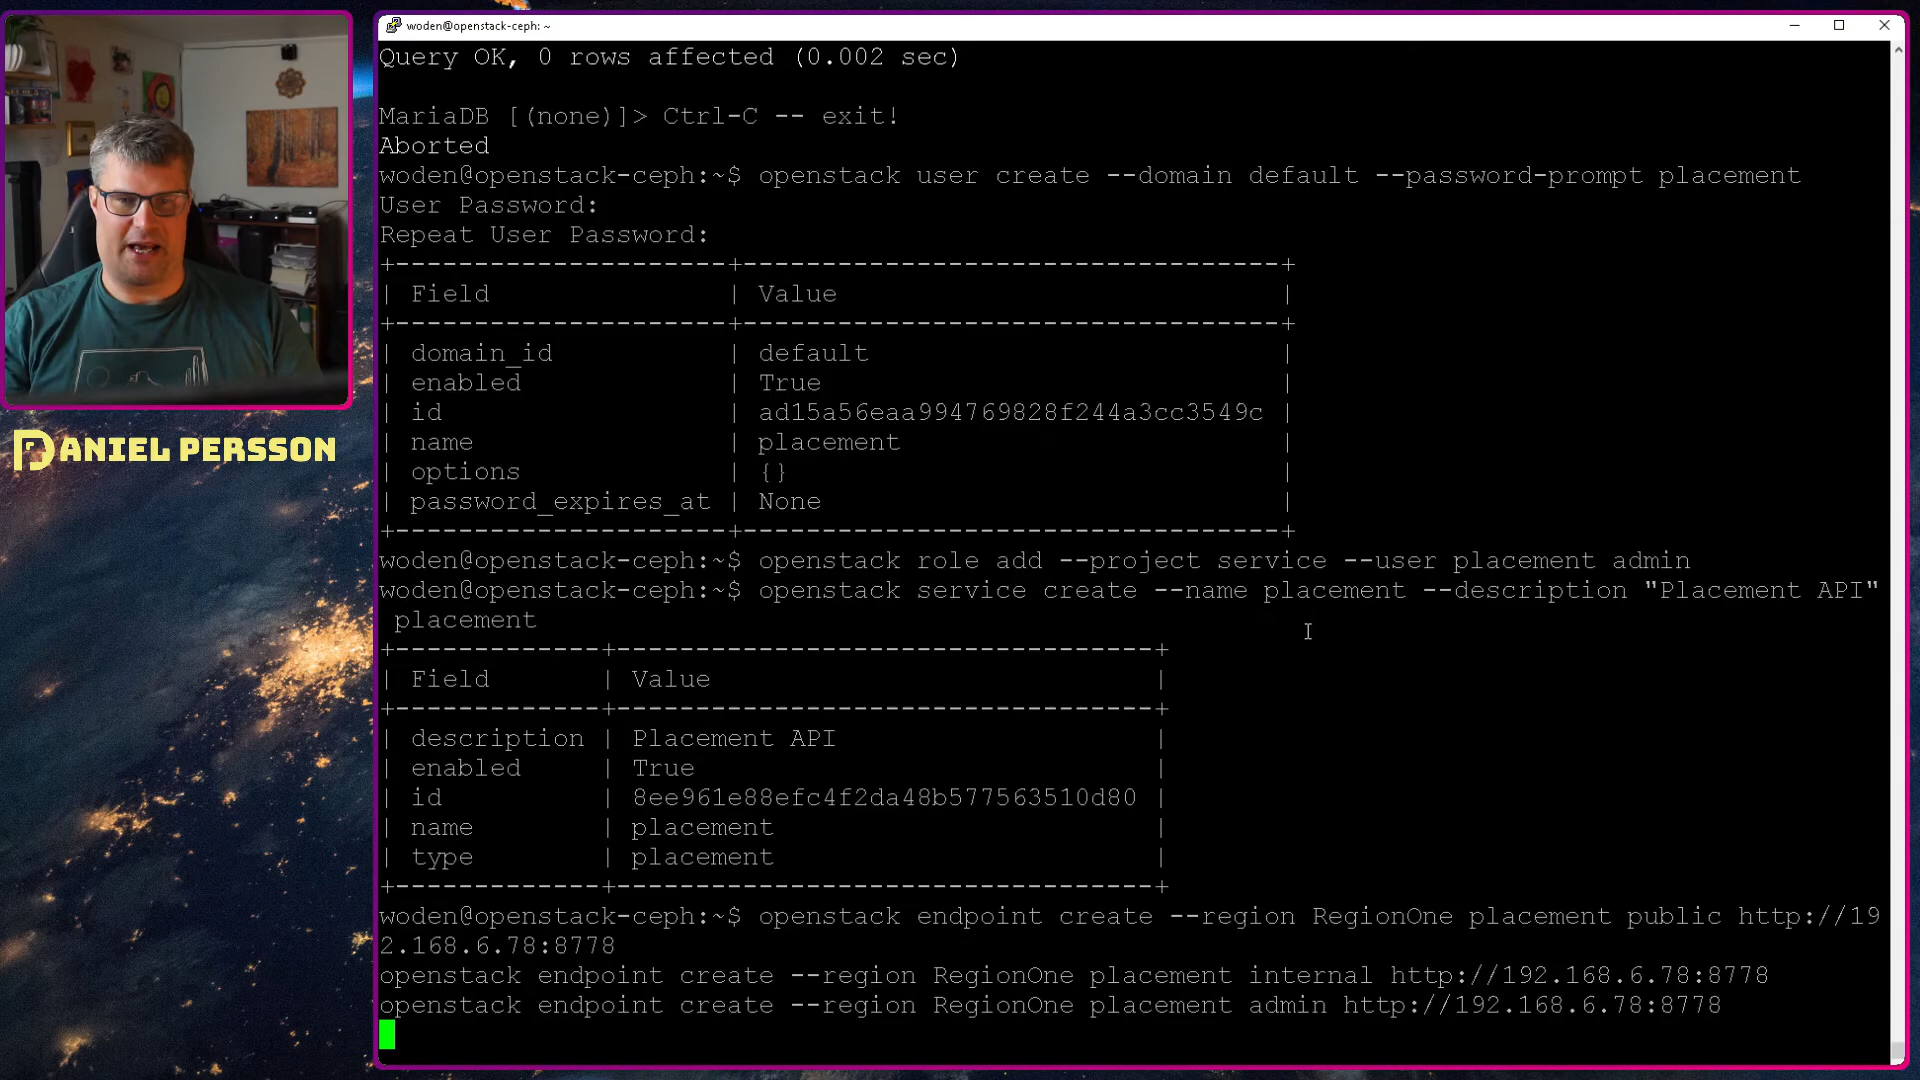 woden@openstack-ceph: ~
Query OK, 0 rows affected (0.002 sec)
MariaDB [(none)]> Ctrl-C -- exit!
Aborted
woden@openstack-ceph:~$ openstack user create --domain default --password-prompt placement
User Password:
Repeat User Password:
+---------------------+----------------------------------+
| Field               | Value                            |
+---------------------+----------------------------------+
| domain_id           | default                          |
| enabled             | True                             |
| id                  | ad15a56eaa994769828f244a3cc3549c |
| name                | placement                        |
| options             | {}                               |
| password_expires_at | None                             |
+---------------------+----------------------------------+
woden@openstack-ceph:~$ openstack role add --project service --user placement admin
woden@openstack-ceph:~$ openstack service create --name placement --description "Placement API"
 placement
+-------------+----------------------------------+
| Field       | Value                            |
+-------------+----------------------------------+
| description | Placement API                    |
| enabled     | True                             |
| id          | 8ee961e88efc4f2da48b577563510d80 |
| name        | placement                        |
| type        | placement                        |
+-------------+----------------------------------+
woden@openstack-ceph:~$ openstack endpoint create --region RegionOne placement public http://19
2.168.6.78:8778
openstack endpoint create --region RegionOne placement internal http://192.168.6.78:8778
openstack endpoint create --region RegionOne placement admin http://192.168.6.78:8778
DANIEL PERSSON